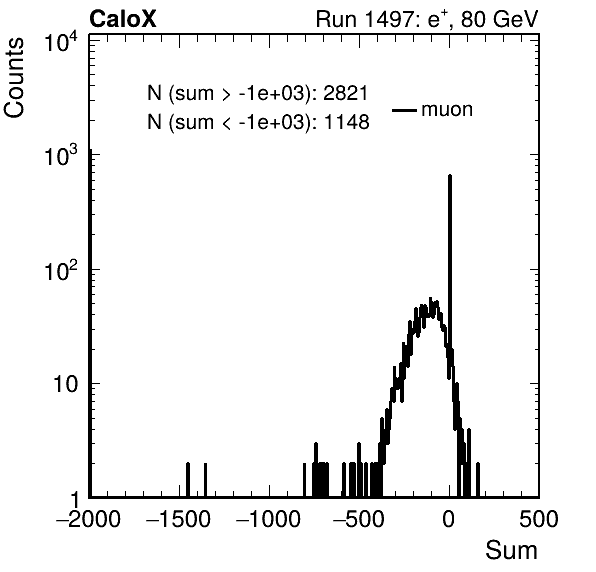 CaloX Run 1497: e⁺, 80 GeV
Counts
10⁴
10³
10²
10
1
N (sum > -1e+03): 2821
N (sum < -1e+03): 1148
muon
−2000 −1500 −1000 −500 0 500
Sum